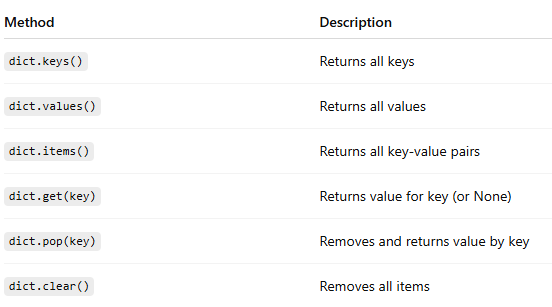 Method Description
dict.keys() Returns all keys
dict.values() Returns all values
dict.items() Returns all key-value pairs
dict.get(key) Returns value for key (or None)
dict.pop(key) Removes and returns value by key
dict.clear() Removes all items